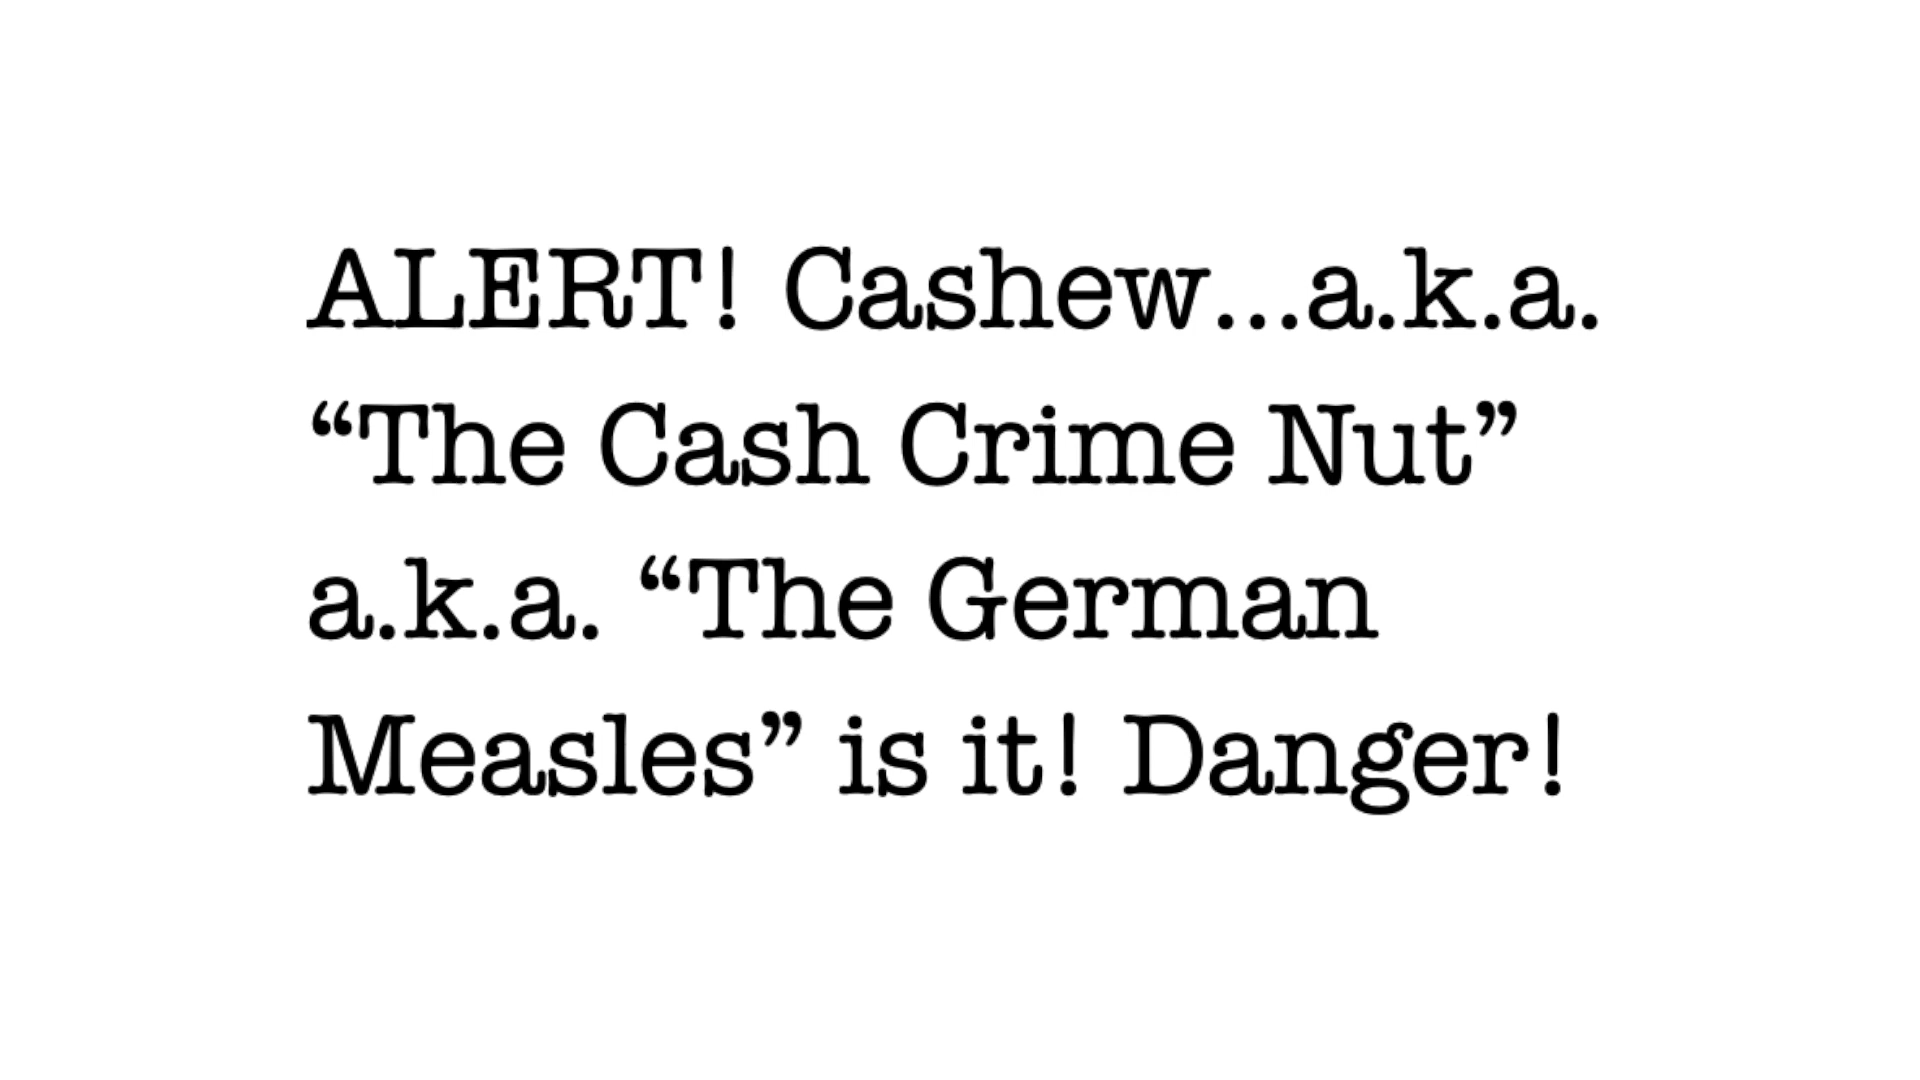 ALERT! Cashew...a.k.a.
“The Cash Crime Nut”
a.k.a. “The German
Measles” is it! Danger!